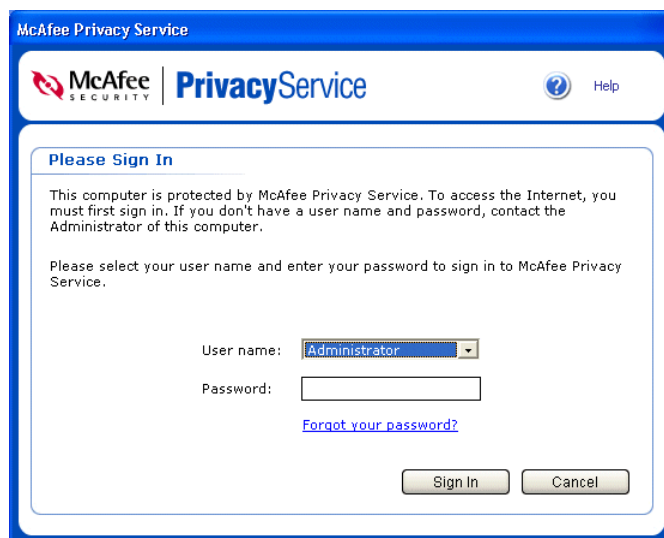 McAfee Privacy Service
McAfee SECURITY PrivacyService
? Help
Please Sign In
This computer is protected by McAfee Privacy Service. To access the Internet, you
must first sign in. If you don't have a user name and password, contact the
Administrator of this computer.
Please select your user name and enter your password to sign in to McAfee Privacy
Service.
User name: Administrator
Password:
Forgot your password?
Sign In Cancel